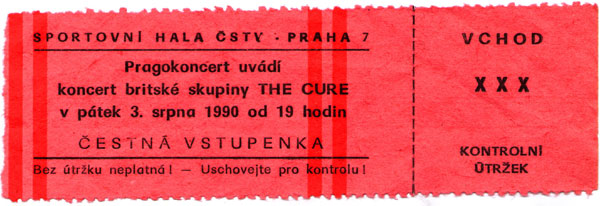 SPORTOVNÍ HALA ČSTV - PRAHA 7
Pragokoncert uvádí
koncert britské skupiny THE CURE
v pátek 3. srpna 1990 od 19 hodin
ČESTNÁ VSTUPENKA
Bez útržku neplatná! — Uschovejte pro kontrolu!
VCHOD
XXX
KONTROLNÍ
ÚTRŽEK